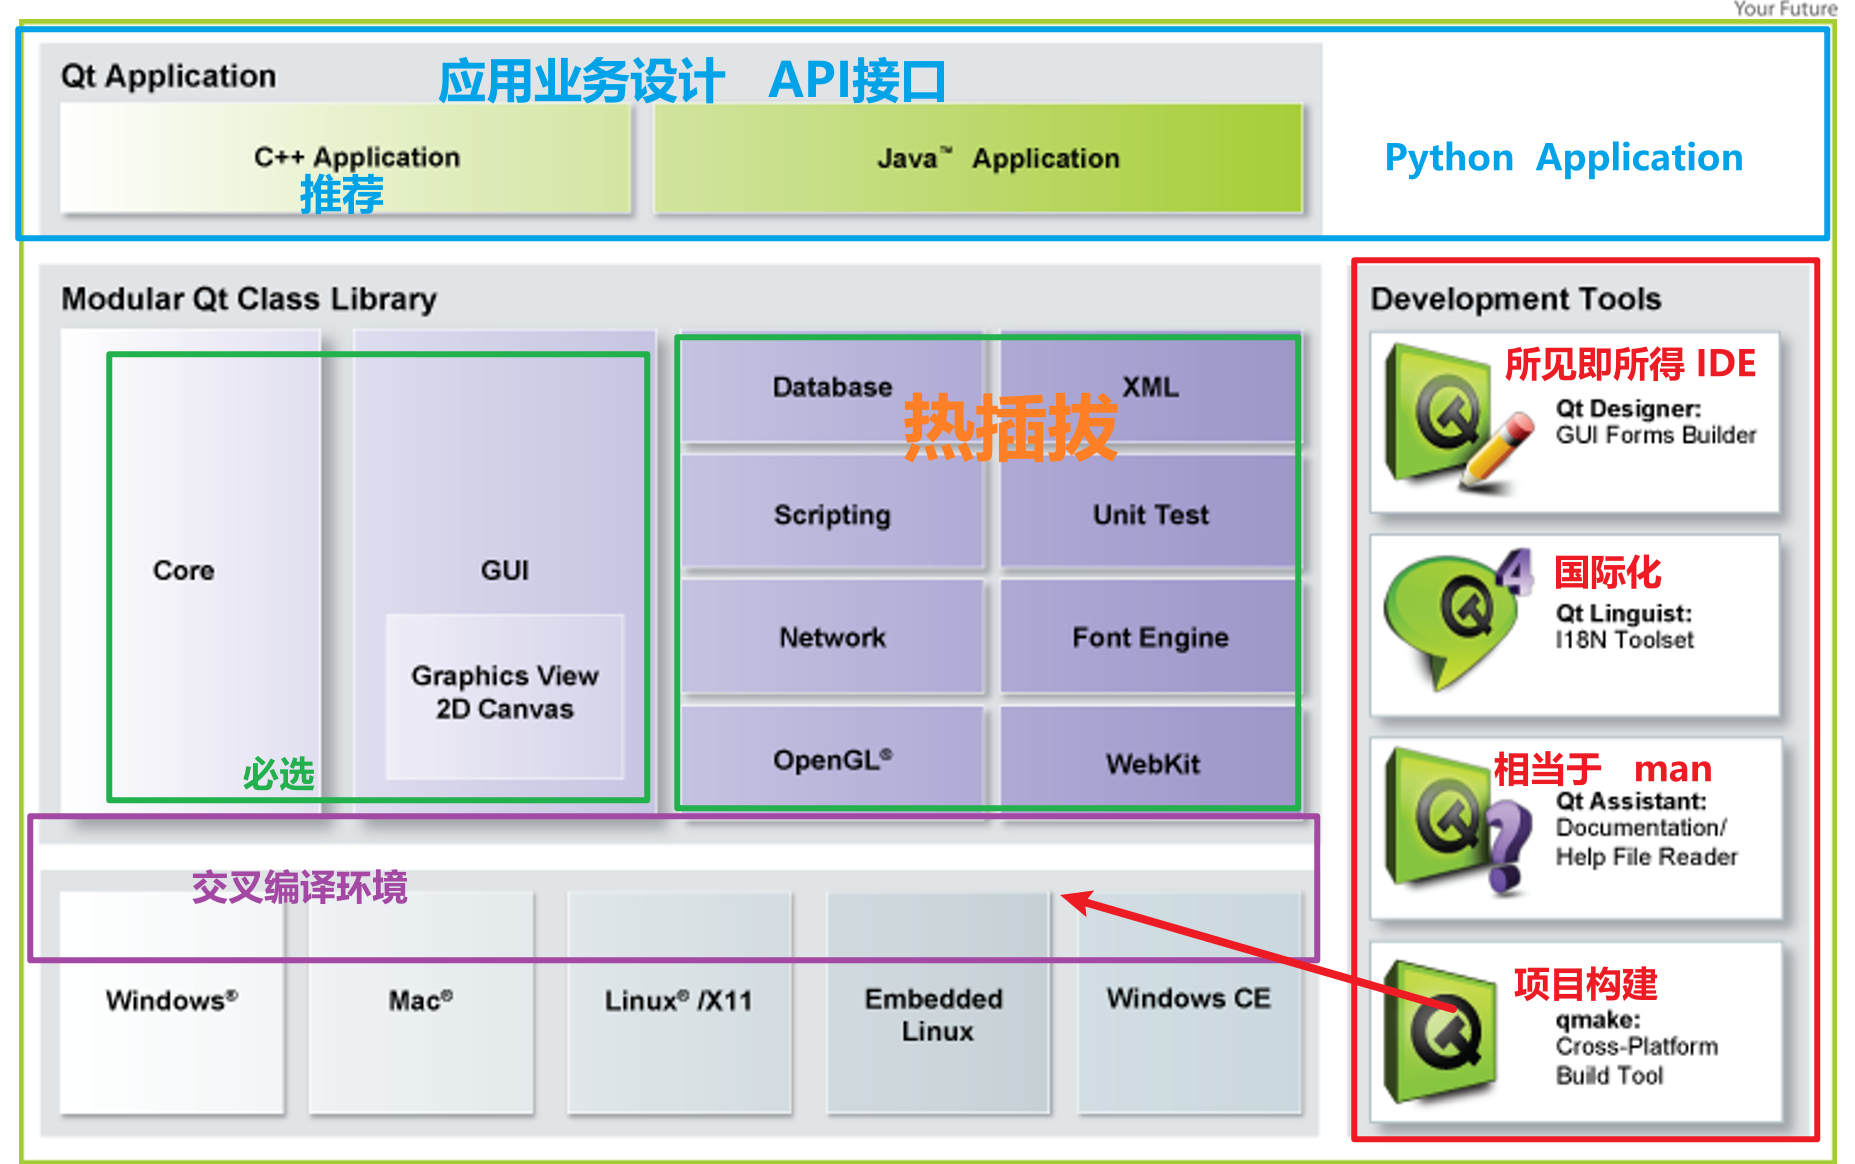 Your Future
Qt Application
应用业务设计 API接口
C++ Application
推荐
Java™ Application
Python Application
Modular Qt Class Library
Core
GUI
Graphics View
2D Canvas
必选
Database
XML
热插拔
Scripting
Unit Test
Network
Font Engine
OpenGL®
WebKit
交叉编译环境
Windows®
Mac®
Linux® /X11
Embedded
Linux
Windows CE
Development Tools
所见即所得 IDE
Qt Designer:
GUI Forms Builder
4
国际化
Qt Linguist:
I18N Toolset
相当于 man
Qt Assistant:
Documentation/
Help File Reader
?
项目构建
qmake:
Cross-Platform
Build Tool